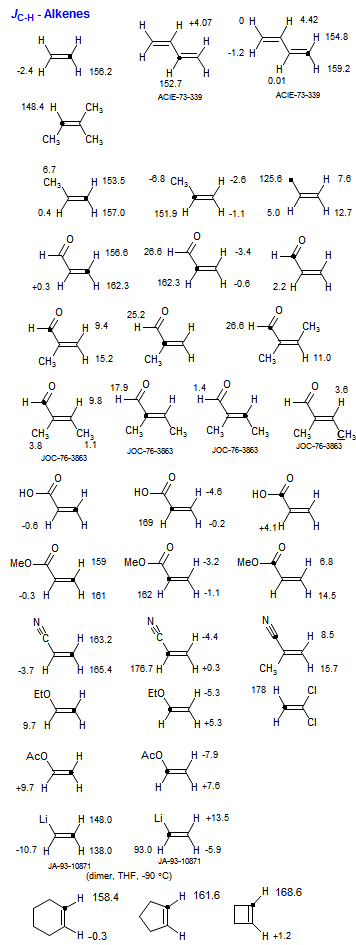 J C-H - Alkenes
H H +4.07 0 H 4.42
-2.4 H H 156.2
H H H 152.7
ACIE-73-339
H 154.8
-1.2 H H 159.2
0.01
ACIE-73-339
148.4 H CH3
CH3 CH3
6.7
CH3 H 153.5
0.4 H H 157.0
-6.8 CH3 H -2.6
151.9 H H -1.1
125.6 H 7.6
5.0 H H 12.7
O
H H 156.6
+0.3 H H 162.3
O
26.6 H H -3.4
162.3 H H -0.6
O
H H
2.2 H H
O
H H 9.4
CH3 H 15.2
25.2 O
H H
CH3 H
O
26.6 H CH3
CH3 H 11.0
O
H H 9.8
CH3 CH3
3.8 1.1
JOC-76-3863
17.9 O
H H
CH3 CH3
JOC-76-3863
1.4 O
H H
CH3 CH3
JOC-76-3863
O 3.6
H H
CH3 CH3
JOC-76-3863
O
HO H
-0.6 H H
O
HO H -4.6
169 H H -0.2
O
HO H
+4.1 H H
O
MeO H 159
-0.3 H H 161
O
MeO H -3.2
162 H H -1.1
O
MeO H 6.8
H H 14.5
N
C H 163.2
-3.7 H H 165.4
N
C H -4.4
176.7 H H +0.3
N
H 8.5
CH3 H 15.7
EtO H
9.7 H H
EtO H -5.3
H H +5.3
178 H Cl
H Cl
AcO H
+9.7 H H
AcO H -7.9
H H +7.6
Li H 148.0
-10.7 H H 138.0
JA-93-10871
Li H +13.5
93.0 H H -5.9
JA-93-10871
(dimer, THF, -90 °C)
H 158.4
H -0.3
H 161.6
H
H 168.6
H +1.2